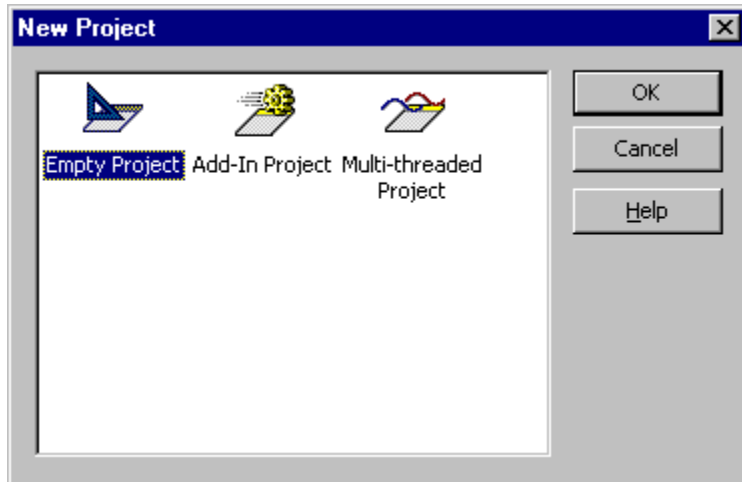 New Project
Empty Project
Add-In Project
Multi-threaded
Project
OK
Cancel
Help